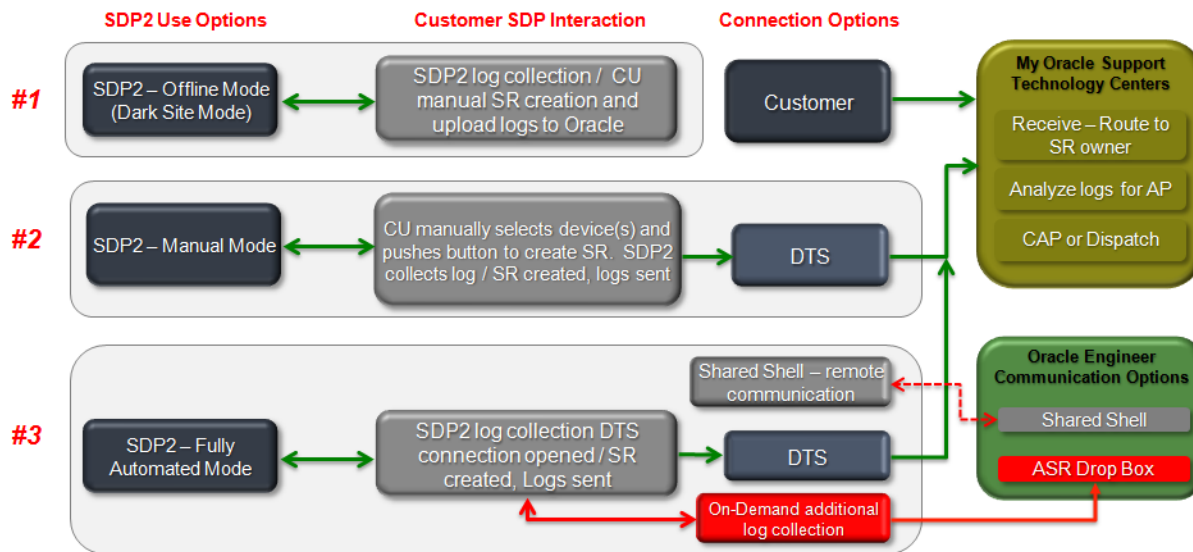 SDP2 Use Options
Customer SDP Interaction
Connection Options
#1
SDP2 – Offline Mode
(Dark Site Mode)
SDP2 log collection / CU
manual SR creation and
upload logs to Oracle
Customer
My Oracle Support
Technology Centers
Receive – Route to
SR owner
Analyze logs for AP
CAP or Dispatch
#2
SDP2 – Manual Mode
CU manually selects device(s) and
pushes button to create SR. SDP2
collects log / SR created, logs sent
DTS
#3
SDP2 – Fully
Automated Mode
SDP2 log collection DTS
connection opened / SR
created, Logs sent
Shared Shell – remote
communication
DTS
On-Demand additional
log collection
Oracle Engineer
Communication Options
Shared Shell
ASR Drop Box